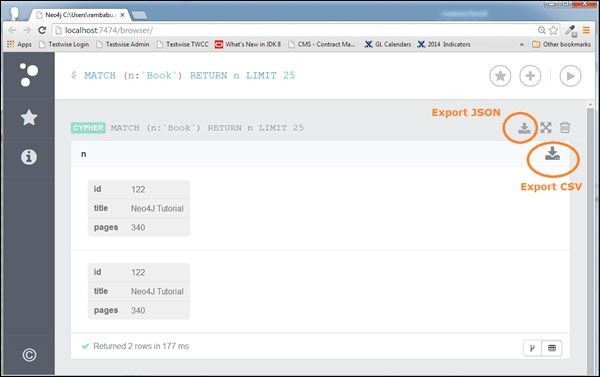 Neo4j C:\Users\rambabu.
localhost:7474/browser/
Apps Bookmarks Testwise Login Testwise TWCC What's New in JDK 8 CMS - Contract Ma... GL Calendars 2014 Indicators Other bookmarks
$ MATCH (n:`Book`) RETURN n LIMIT 25
Export JSON
CYPHER MATCH (n:`Book`) RETURN n LIMIT 25
n
Export CSV
id 122
title Neo4J Tutorial
pages 340
id 122
title Neo4J Tutorial
pages 340
Returned 2 rows in 177 ms
©